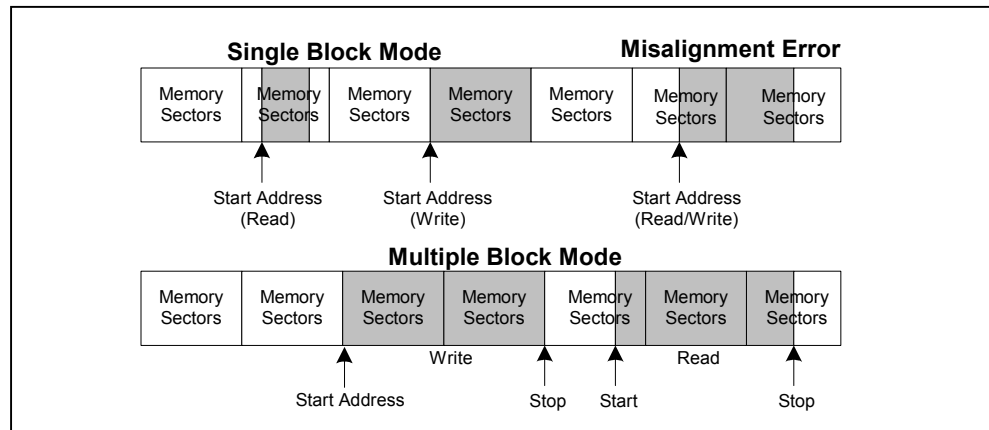 Single Block Mode
Misalignment Error
Memory Sectors
Memory Sectors
Memory Sectors
Memory Sectors
Memory Sectors
Memory Sectors
Memory Sectors
Start Address (Read)
Start Address (Write)
Start Address (Read/Write)
Multiple Block Mode
Memory Sectors
Memory Sectors
Memory Sectors
Memory Sectors
Memory Sectors
Memory Sectors
Memory Sectors
Write
Read
Start Address
Stop
Start
Stop